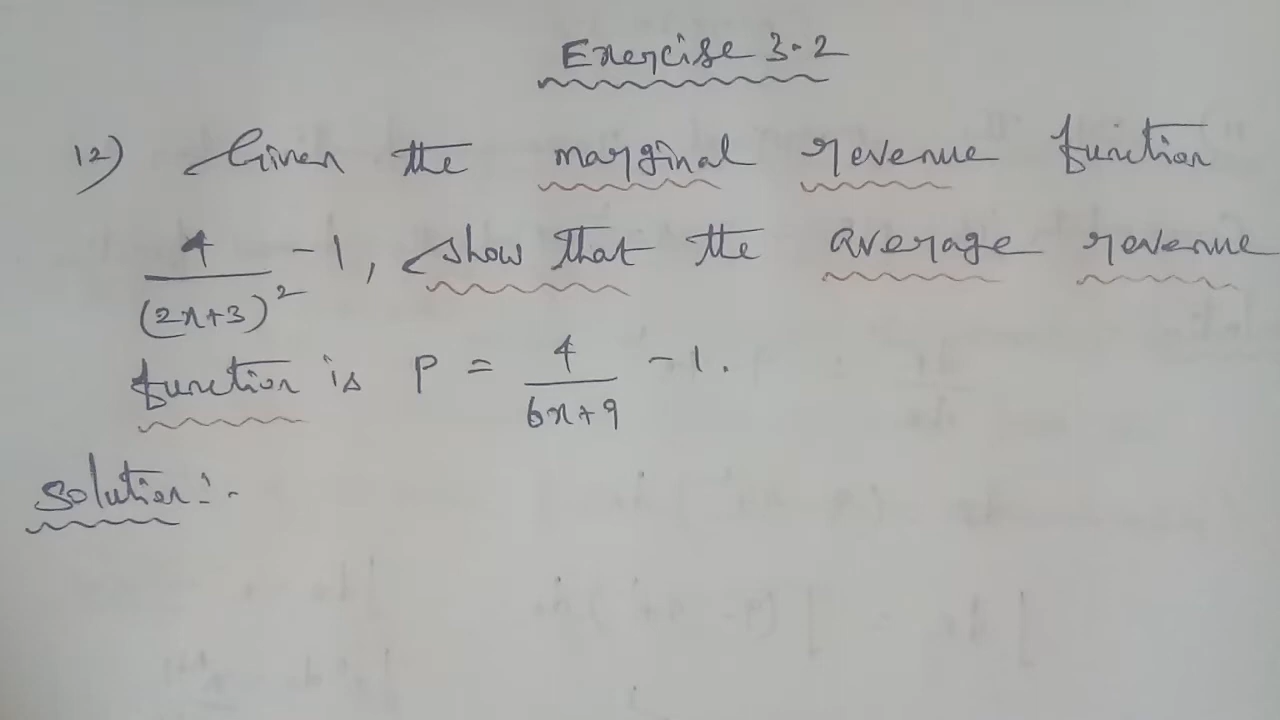 Exercise 3.2
12) Given the marginal revenue function
4/(2x+3)² -1, show that the average revenue
function is P = 4/(6x+9) -1.
Solution:-